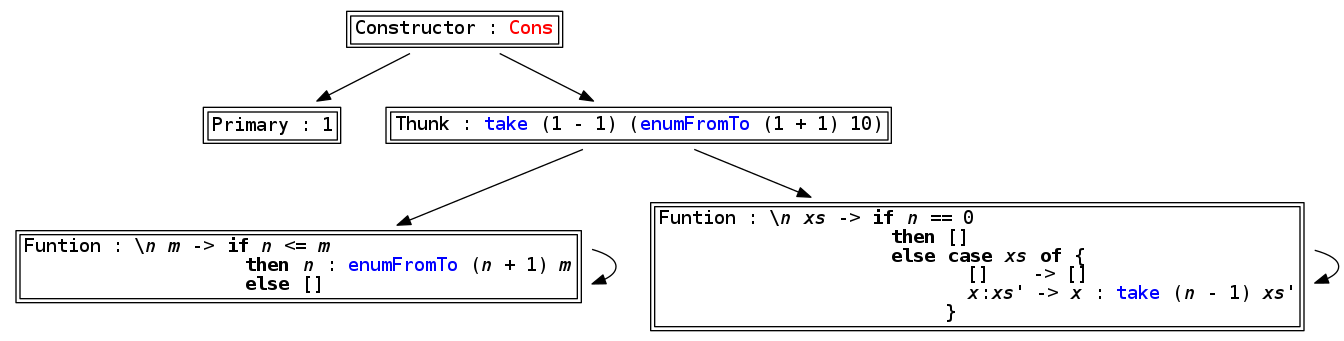 Constructor : Cons
Primary : 1
Thunk : take (1 - 1) (enumFromTo (1 + 1) 10)
Funtion : \n m -> if n <= m
then n : enumFromTo (n + 1) m
else []
Funtion : \n xs -> if n == 0
then []
else case xs of {
[] -> []
x:xs' -> x : take (n - 1) xs'
}